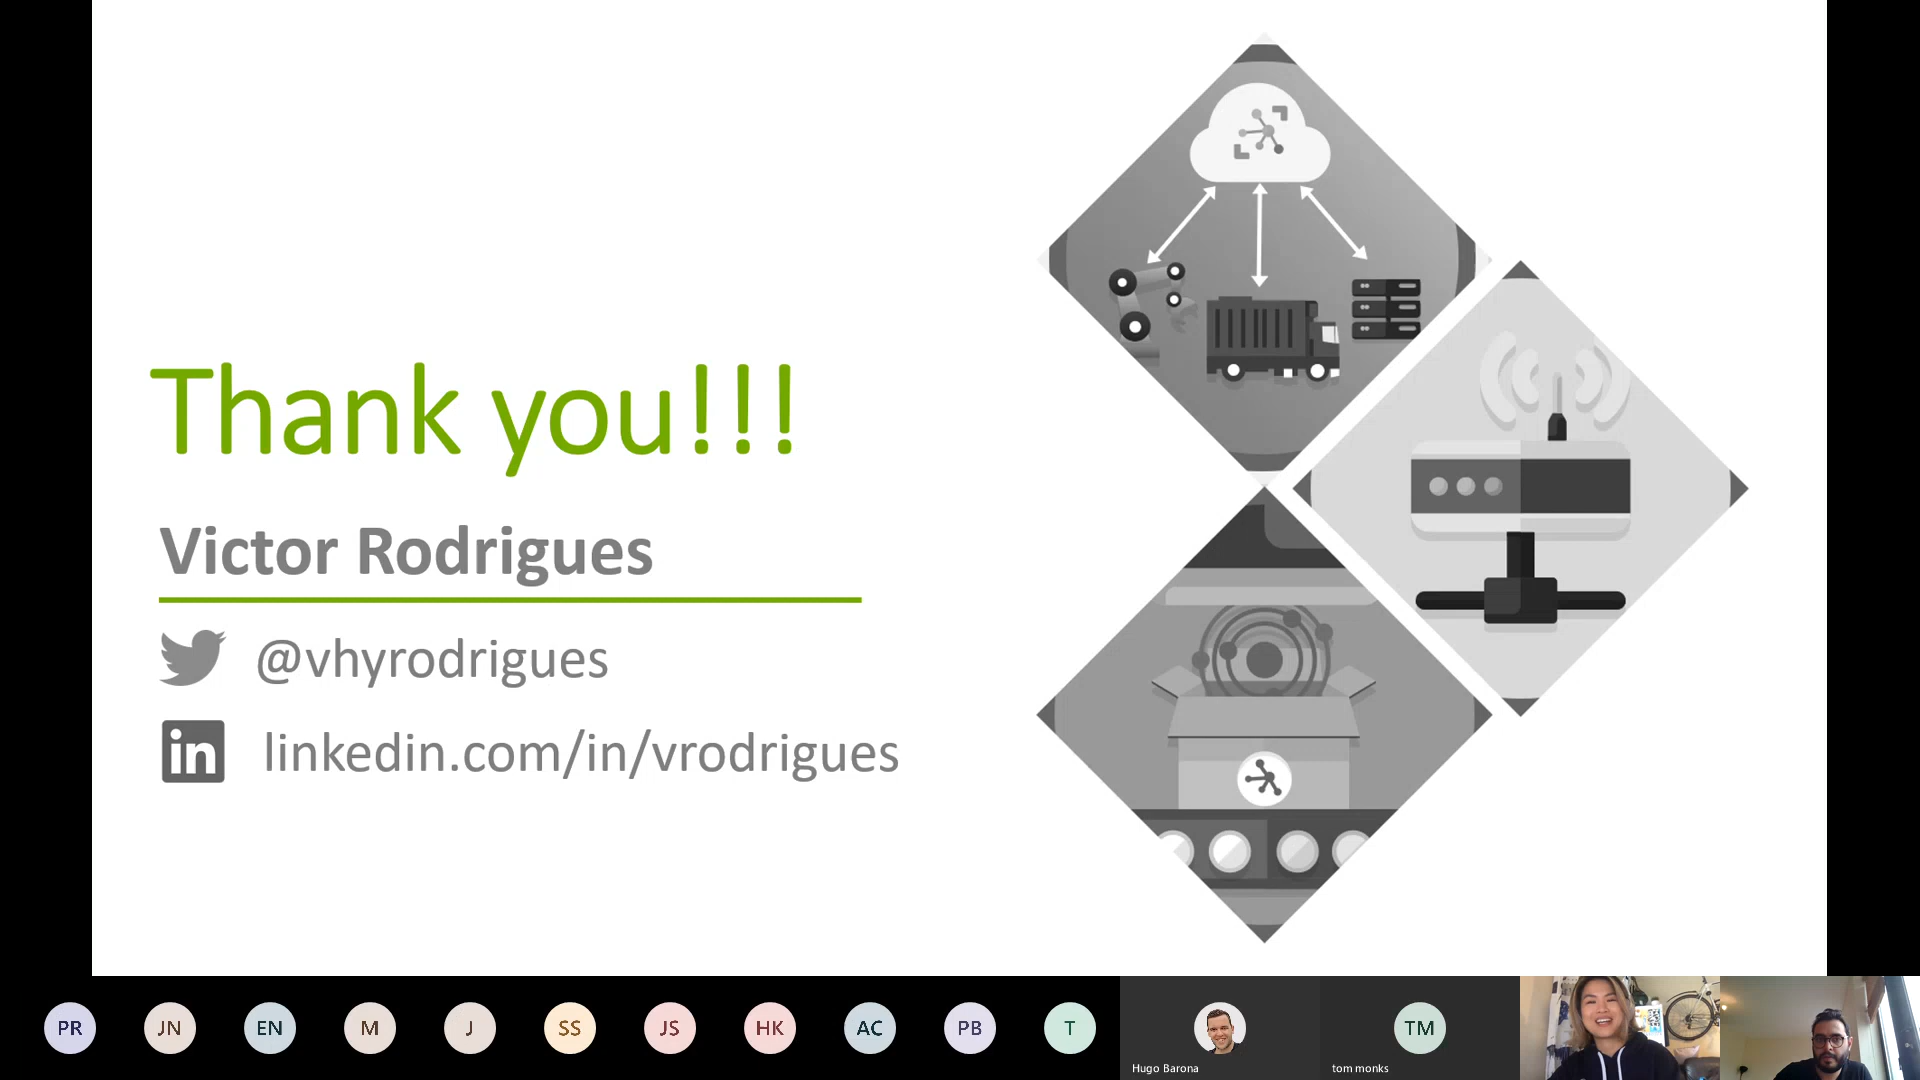 Thank you!!!
Victor Rodrigues
@vhyrodrigues
in linkedin.com/in/vrodrigues
PR JN EN M J SS JS HK AC PB T TM
Hugo Barona tom monks